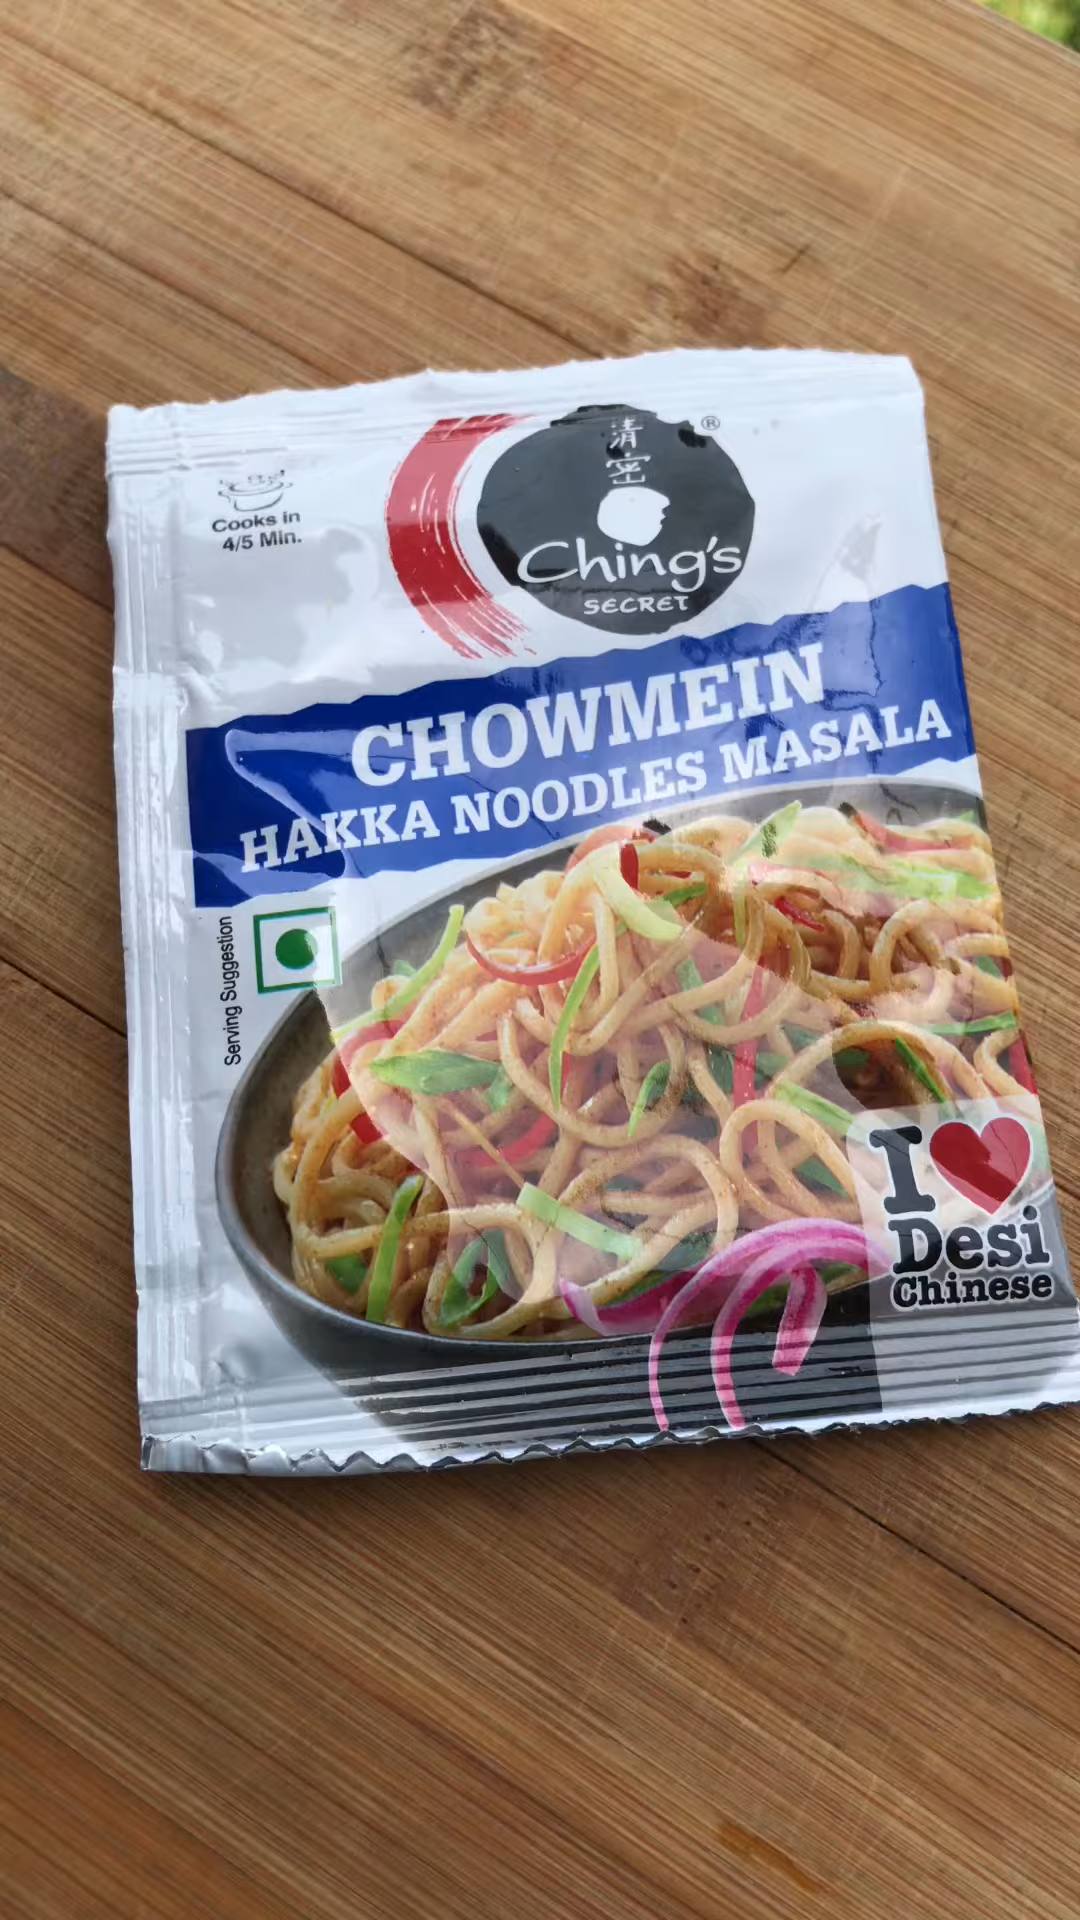 清
密
®
Ching's
SECRET
Cooks in
4/5 Min.
CHOWMEIN
HAKKA NOODLES MASALA
Serving Suggestion
I
Desi
Chinese